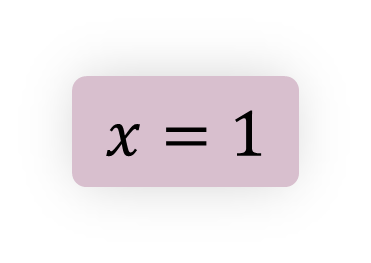 x = 1